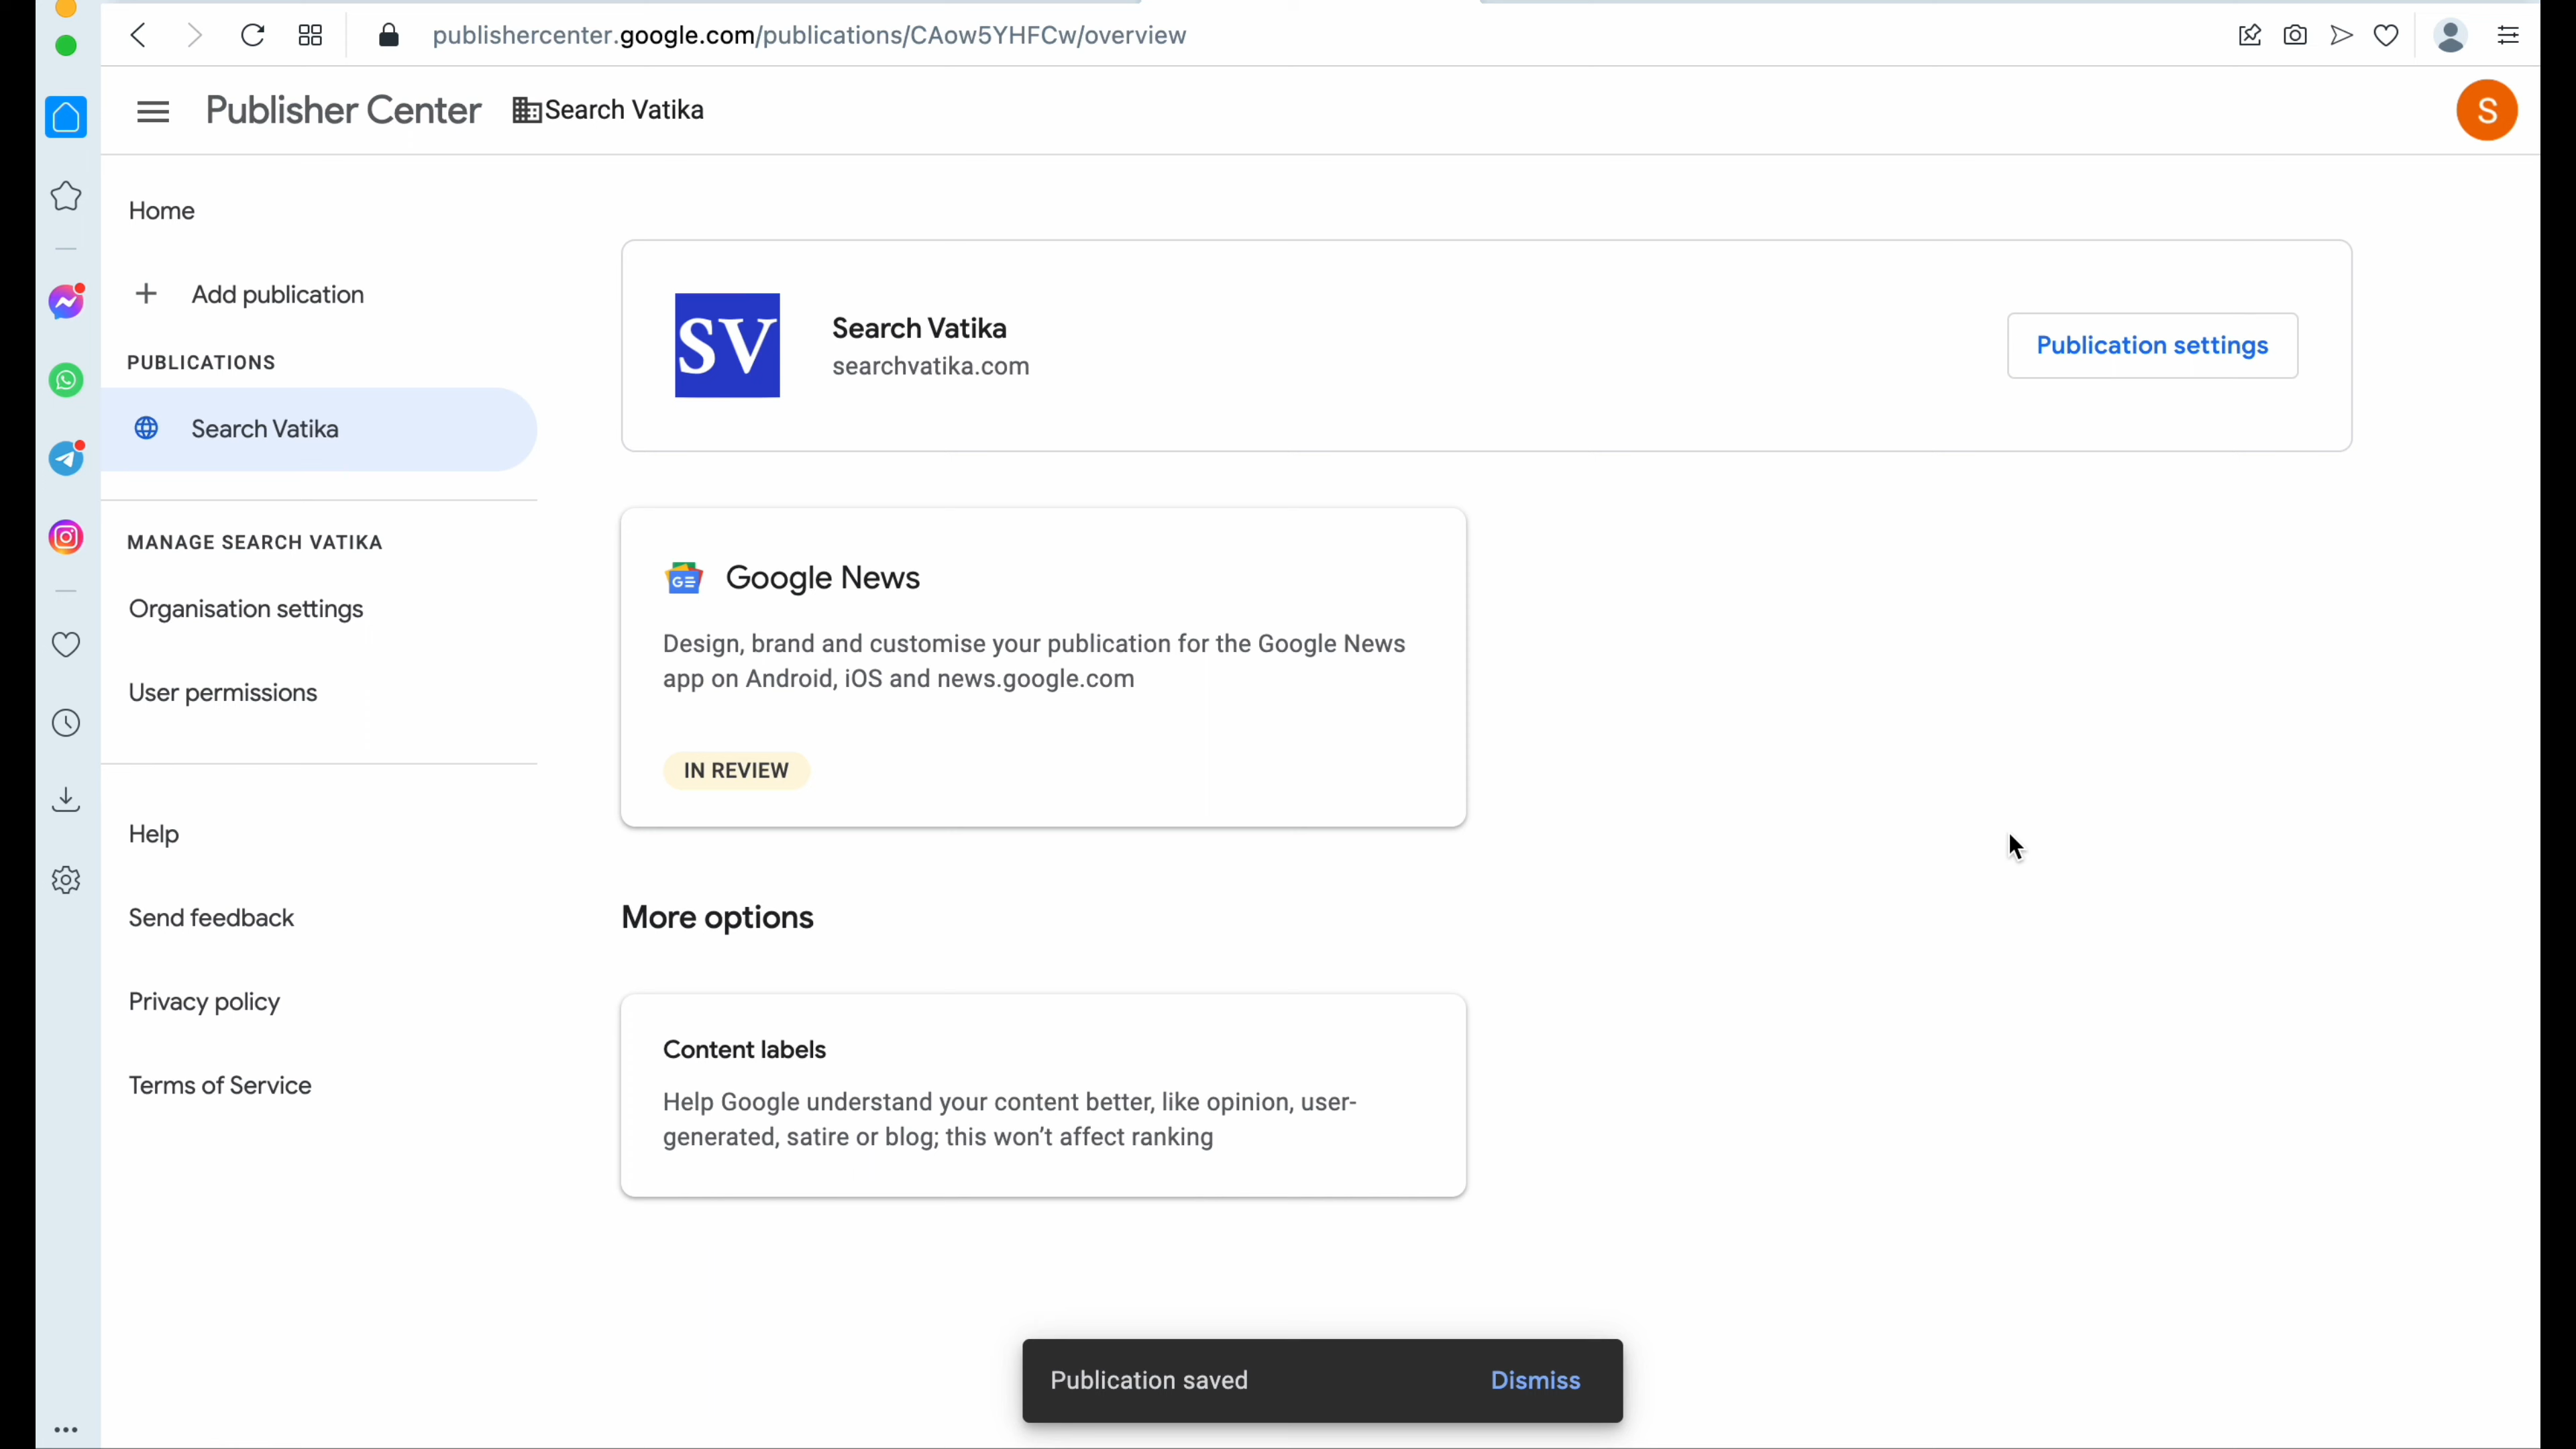 publishercenter.google.com/publications/CAow5YHFCw/overview
Publisher Center
Search Vatika
S
Home
Add publication
PUBLICATIONS
Search Vatika
MANAGE SEARCH VATIKA
Organisation settings
User permissions
Help
Send feedback
Privacy policy
Terms of Service
SV
Search Vatika
searchvatika.com
Publication settings
Google News
Design, brand and customise your publication for the Google News
app on Android, iOS and news.google.com
IN REVIEW
More options
Content labels
Help Google understand your content better, like opinion, user-
generated, satire or blog; this won’t affect ranking
Publication saved
Dismiss